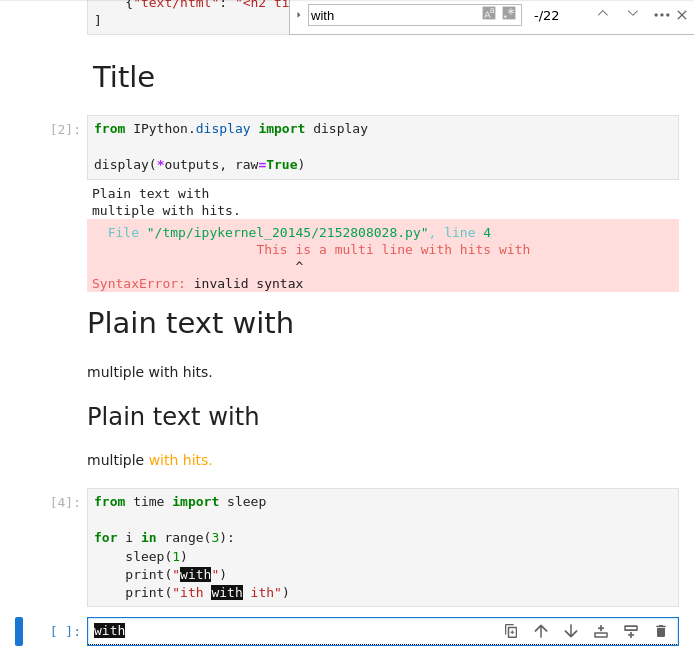 {"text/html": "<h2 ti
with
-/22
]
Title
[2]:
from IPython.display import display
display(*outputs, raw=True)
Plain text with
multiple with hits.
File "/tmp/ipykernel_20145/2152808028.py", line 4
This is a multi line with hits with
^
SyntaxError: invalid syntax
Plain text with
multiple with hits.
Plain text with
multiple with hits.
[4]:
from time import sleep
for i in range(3):
sleep(1)
print("with")
print("ith with ith")
[ ]:
with